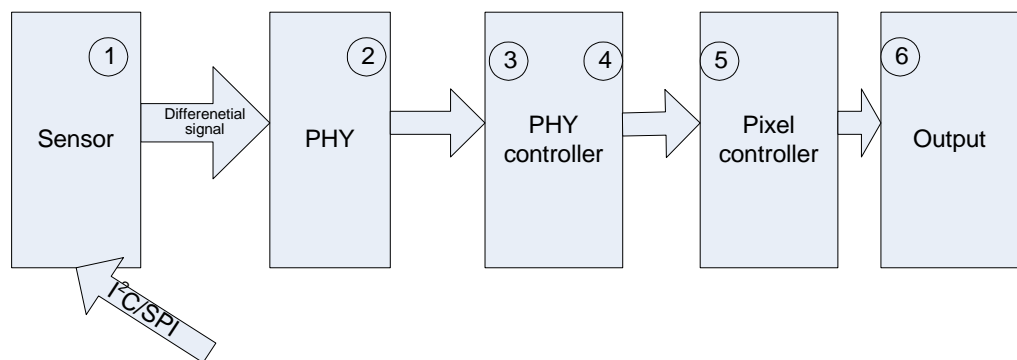 1
2
3
4
5
6
Differenetial
signal
Sensor
PHY
PHY
controller
Pixel
controller
Output
I²C/SPI